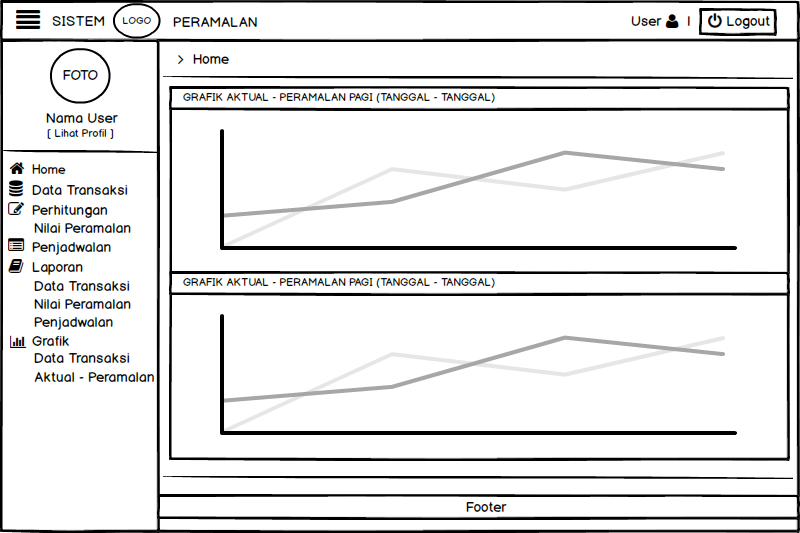 SISTEM LOGO PERAMALAN
User | Logout
FOTO
Nama User
[ Lihat Profil ]
Home
Data Transaksi
Perhitungan
Nilai Peramalan
Penjadwalan
Laporan
Data Transaksi
Nilai Peramalan
Penjadwalan
Grafik
Data Transaksi
Aktual - Peramalan
> Home
GRAFIK AKTUAL - PERAMALAN PAGI (TANGGAL - TANGGAL)
GRAFIK AKTUAL - PERAMALAN PAGI (TANGGAL - TANGGAL)
Footer